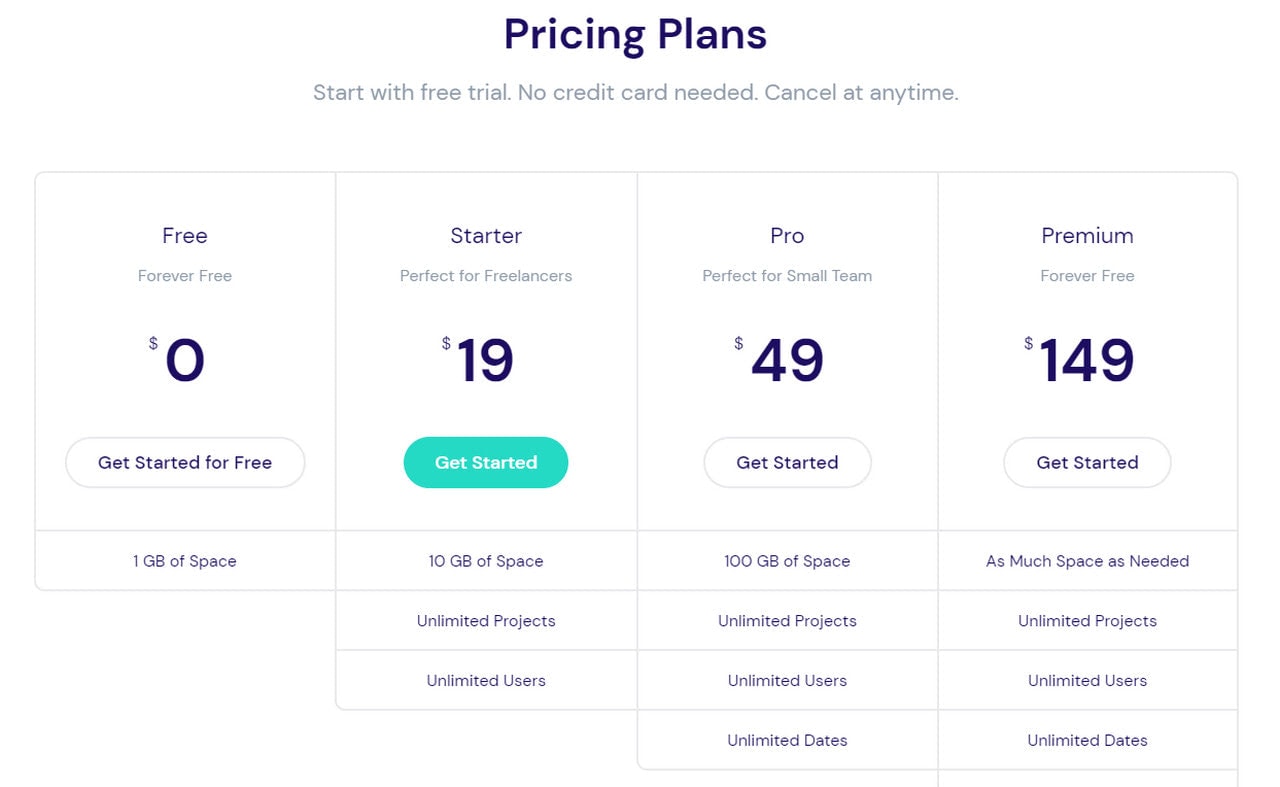 Pricing Plans
Start with free trial. No credit card needed. Cancel at anytime.
Free
Forever Free
$ 0
Get Started for Free
1 GB of Space
Starter
Perfect for Freelancers
$ 19
Get Started
10 GB of Space
Unlimited Projects
Unlimited Users
Pro
Perfect for Small Team
$ 49
Get Started
100 GB of Space
Unlimited Projects
Unlimited Users
Unlimited Dates
Premium
Forever Free
$ 149
Get Started
As Much Space as Needed
Unlimited Projects
Unlimited Users
Unlimited Dates